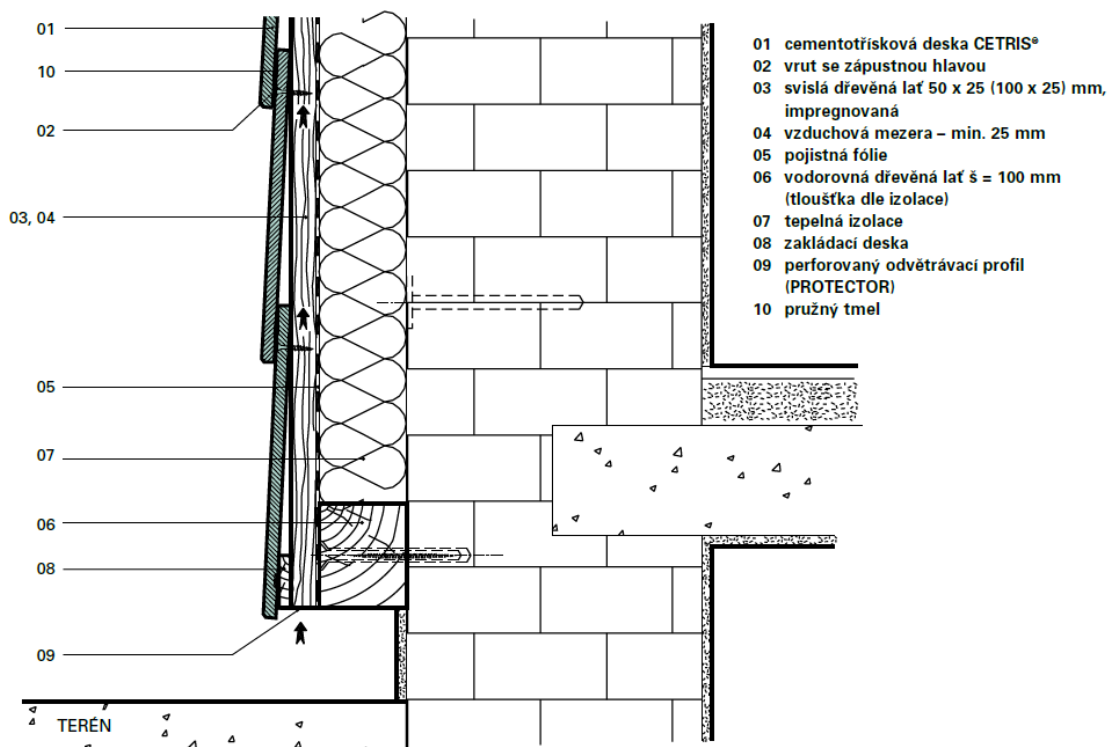 01
10
02
03, 04
05
07
06
08
09
TERÉN
01 cementotřísková deska CETRIS®
02 vrut se zápustnou hlavou
03 svislá dřevěná lať 50 x 25 (100 x 25) mm,
impregnovaná
04 vzduchová mezera – min. 25 mm
05 pojistná fólie
06 vodorovná dřevěná lať š = 100 mm
(tloušťka dle izolace)
07 tepelná izolace
08 zakládací deska
09 perforovaný odvětrávací profil
(PROTECTOR)
10 pružný tmel